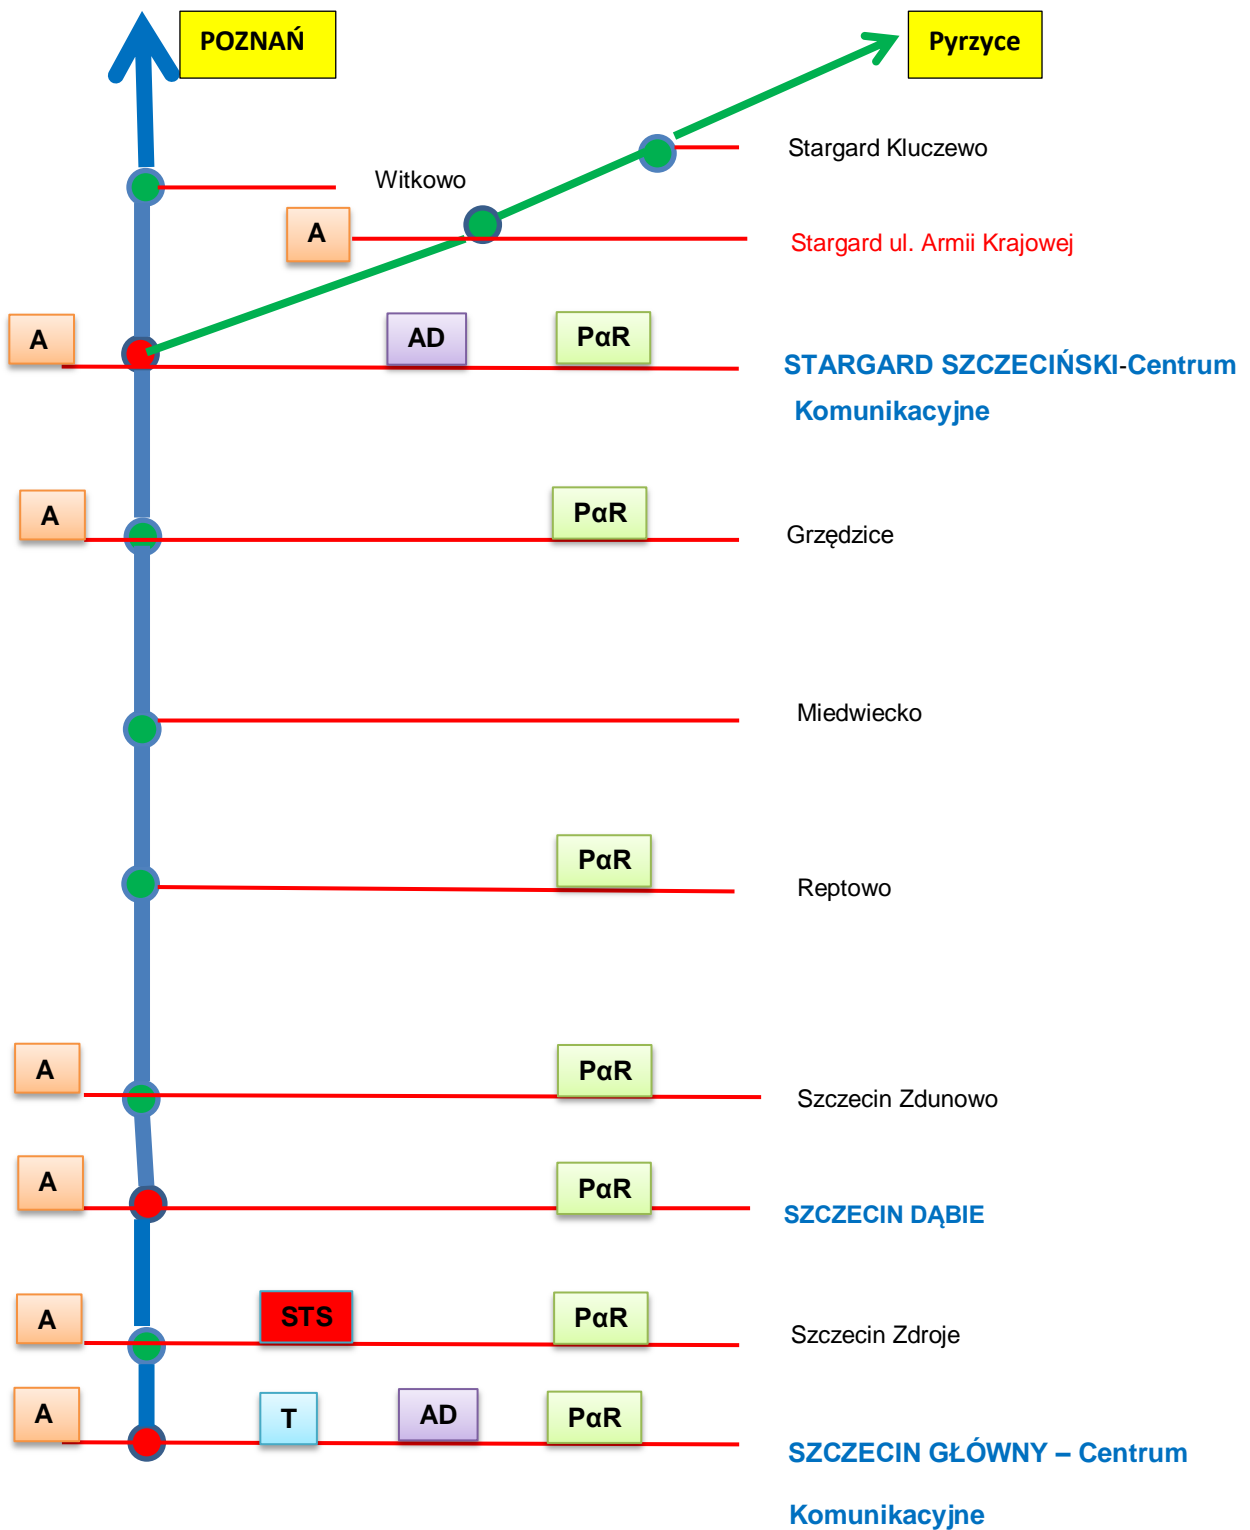 POZNAŃ
Pyrzyce
Stargard Kluczewo
Witkowo
A
Stargard ul. Armii Krajowej
A
AD
PαR
STARGARD SZCZECIŃSKI-Centrum
Komunikacyjne
A
PαR
Grzędzice
Miedwiecko
PαR
Reptowo
A
PαR
Szczecin Zdunowo
A
PαR
SZCZECIN DĄBIE
A
STS
PαR
Szczecin Zdroje
A
T
AD
PαR
SZCZECIN GŁÓWNY – Centrum
Komunikacyjne